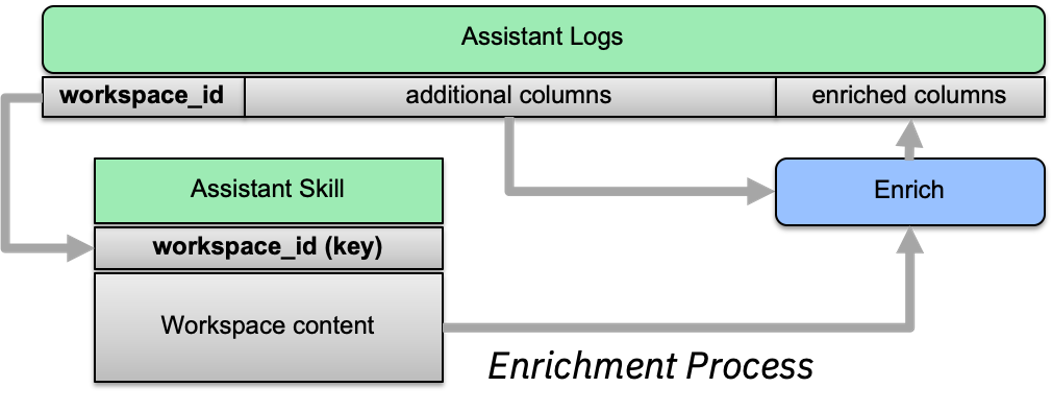 Assistant Logs
workspace_id
additional columns
enriched columns
Assistant Skill
Enrich
workspace_id (key)
Workspace content
Enrichment Process